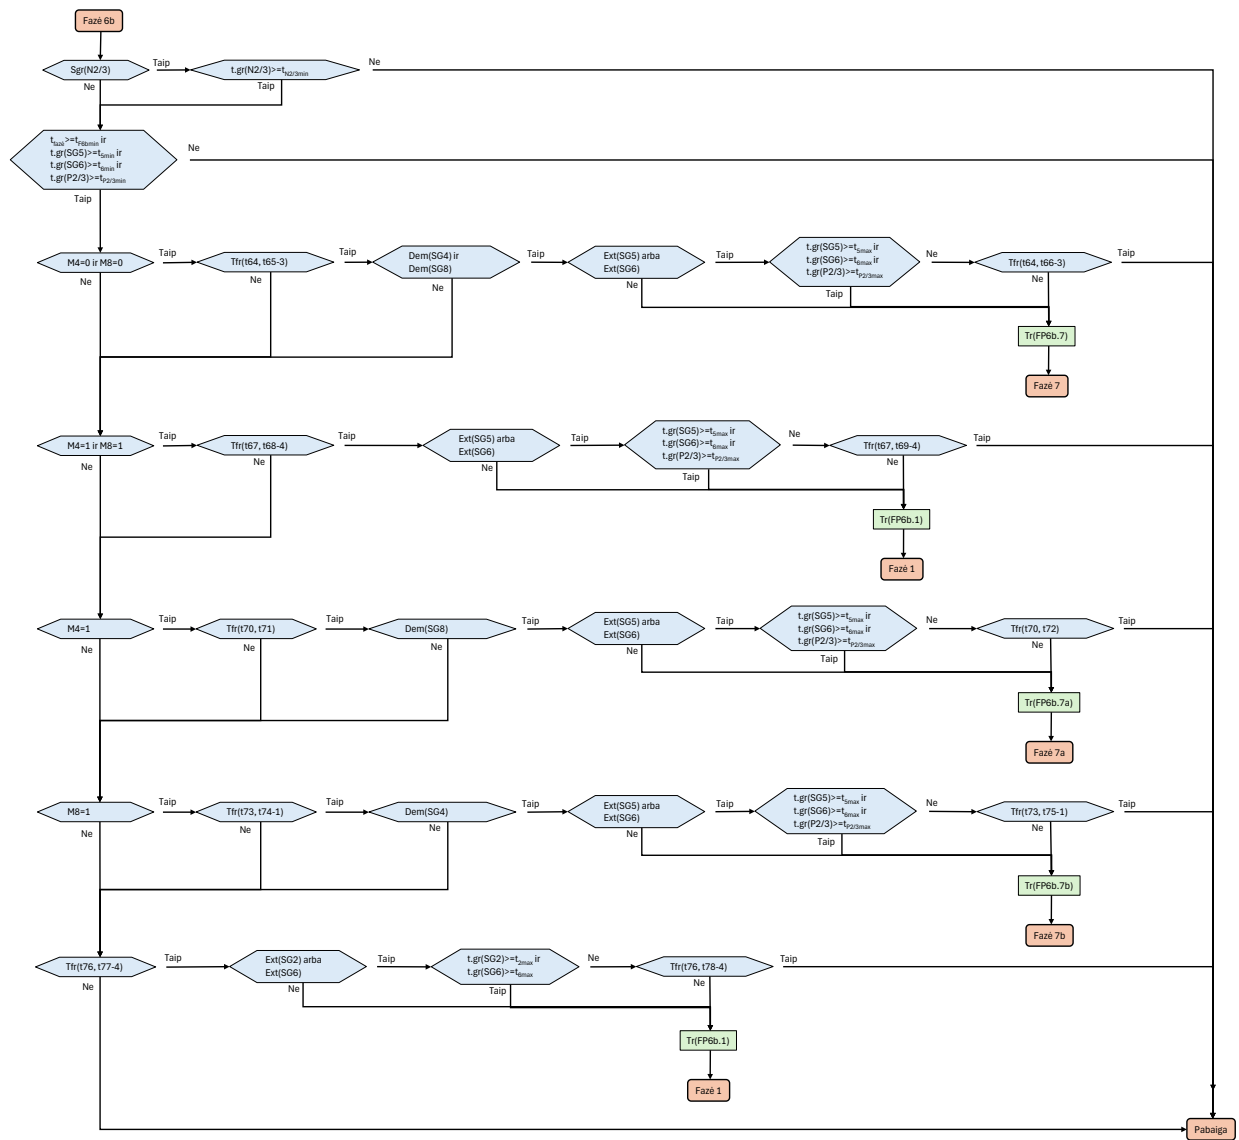 Fazė 6b
Sgr(N2/3)
Taip
t.gr(N2/3)>=tN2/3min
Ne
Ne
Taip
tfazė>=tF6bmin ir
t.gr(SG5)>=t5min ir
t.gr(SG6)>=t6min ir
t.gr(P2/3)>=tP2/3min
Ne
Taip
M4=0 ir M8=0
Taip
Tfr(t64, t65-3)
Taip
Dem(SG4) ir
Dem(SG8)
Taip
Ext(SG5) arba
Ext(SG6)
Taip
t.gr(SG5)>=t5max ir
t.gr(SG6)>=t6max ir
t.gr(P2/3)>=tP2/3max
Ne
Tfr(t64, t66-3)
Taip
Ne
Ne
Ne
Ne
Taip
Ne
Tr(FP6b.7)
Fazė 7
M4=1 ir M8=1
Taip
Tfr(t67, t68-4)
Taip
Ext(SG5) arba
Ext(SG6)
Taip
t.gr(SG5)>=t5max ir
t.gr(SG6)>=t6max ir
t.gr(P2/3)>=tP2/3max
Ne
Tfr(t67, t69-4)
Taip
Ne
Ne
Ne
Taip
Ne
Tr(FP6b.1)
Fazė 1
M4=1
Taip
Tfr(t70, t71)
Taip
Dem(SG8)
Taip
Ext(SG5) arba
Ext(SG6)
Taip
t.gr(SG5)>=t5max ir
t.gr(SG6)>=t6max ir
t.gr(P2/3)>=tP2/3max
Ne
Tfr(t70, t72)
Taip
Ne
Ne
Ne
Ne
Taip
Ne
Tr(FP6b.7a)
Fazė 7a
M8=1
Taip
Tfr(t73, t74-1)
Taip
Dem(SG4)
Taip
Ext(SG5) arba
Ext(SG6)
Taip
t.gr(SG5)>=t5max ir
t.gr(SG6)>=t6max ir
t.gr(P2/3)>=tP2/3max
Ne
Tfr(t73, t75-1)
Taip
Ne
Ne
Ne
Ne
Taip
Ne
Tr(FP6b.7b)
Fazė 7b
Tfr(t76, t77-4)
Taip
Ext(SG2) arba
Ext(SG6)
Taip
t.gr(SG2)>=t2max ir
t.gr(SG6)>=t6max
Ne
Tfr(t76, t78-4)
Taip
Ne
Ne
Taip
Ne
Tr(FP6b.1)
Fazė 1
Pabaiga